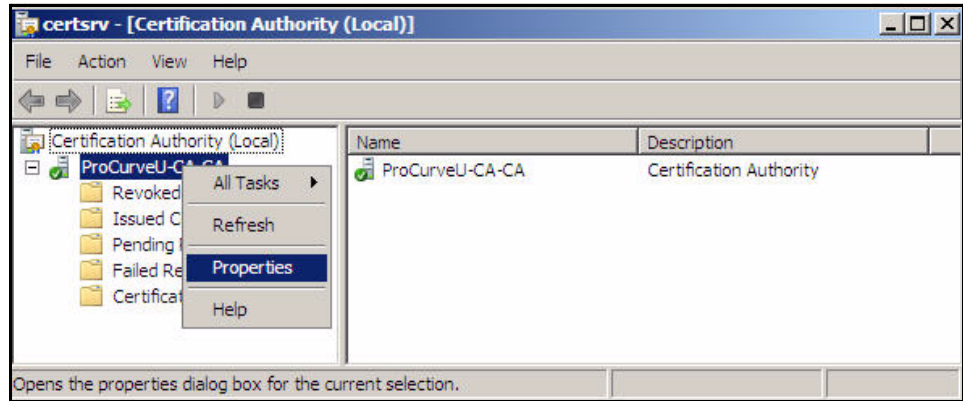 certsrv - [Certification Authority (Local)]
File Action View Help
Certification Authority (Local)
ProCurveU-CA-CA
Revoked
Issued C
Pending
Failed Re
Certificat
All Tasks
Refresh
Properties
Help
Name Description
ProCurveU-CA-CA Certification Authority
Opens the properties dialog box for the current selection.